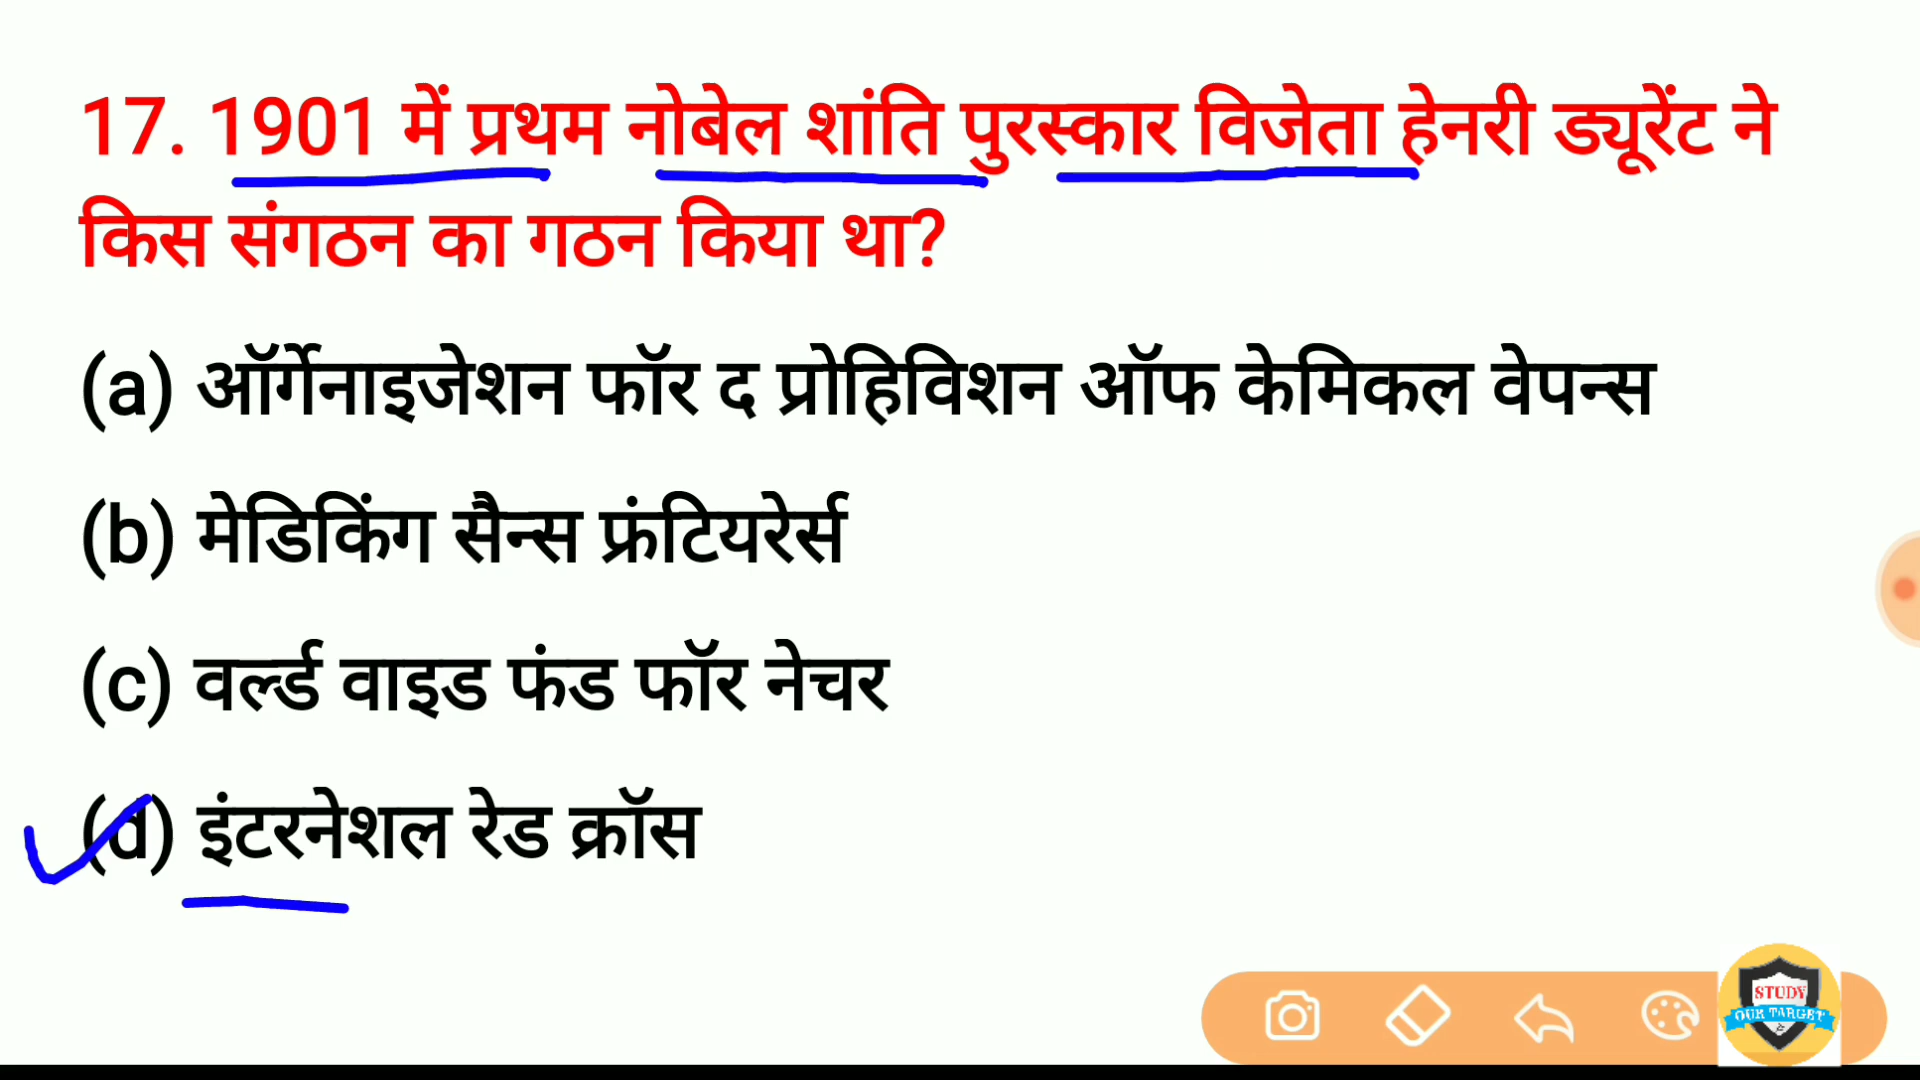 17. 1901 में प्रथम नोबेल शांति पुरस्कार विजेता हेनरी ड्यूरेंट ने
किस संगठन का गठन किया था?
(a) ऑर्गेनाइजेशन फॉर द प्रोहिविशन ऑफ केमिकल वेपन्स
(b) मेडिकिंग सैन्स फ्रंटियरेर्स
(c) वर्ल्ड वाइड फंड फॉर नेचर
(d) इंटरनेशल रेड क्रॉस
STUDY
OUR TARGET